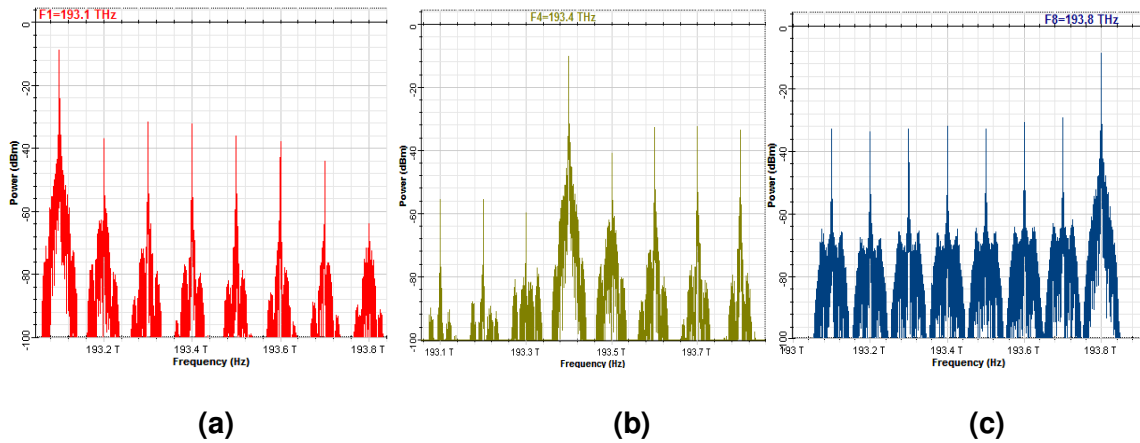 F1=193.1 THz
0
-20
-40
-60
-80
-100
Power (dBm)
193.2 T
193.4 T
193.6 T
193.8 T
Frequency (Hz)
(a)
F4=193.4 THz
0
-20
-40
-60
-80
-100
Power (dBm)
193.1 T
193.3 T
193.5 T
193.7 T
Frequency (Hz)
(b)
F8=193,8 THz
0
-20
-40
-60
-80
-100
Power (dBm)
193 T
193.2 T
193.4 T
193.6 T
193.8 T
Frequency (Hz)
(c)